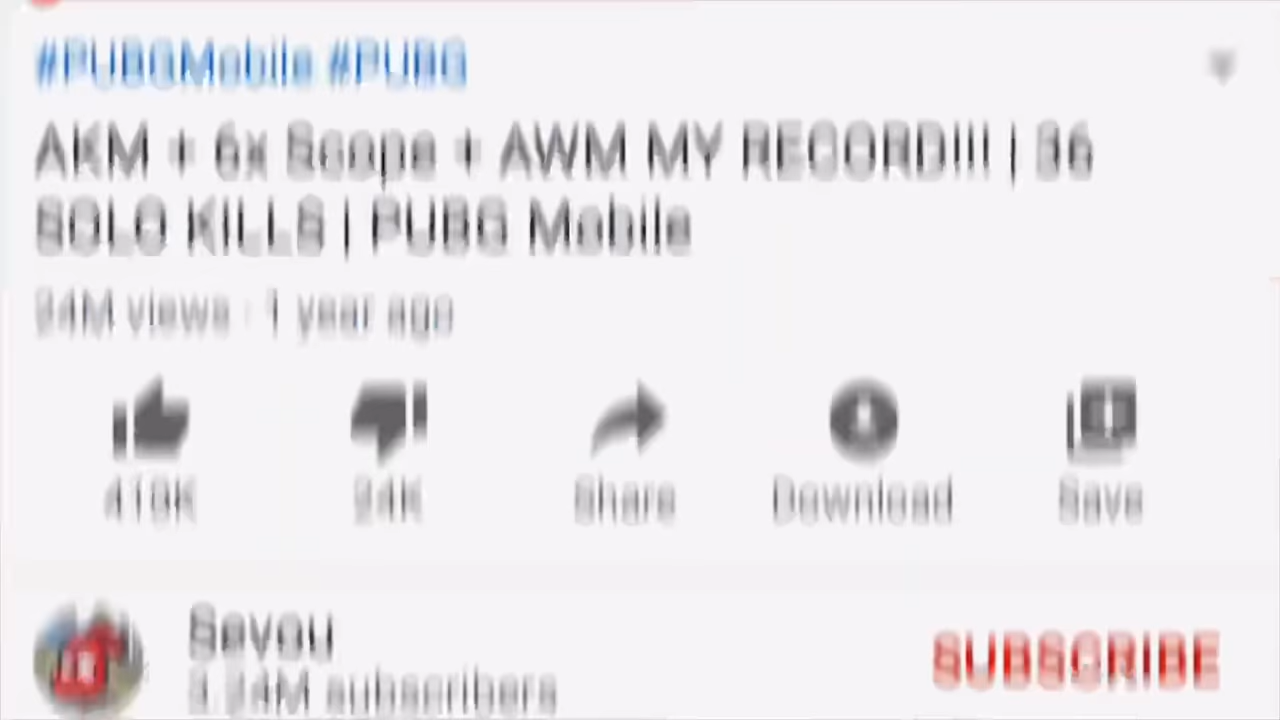 #PUBGMobile #PUBG
AKM + 6x Scope + AWM MY RECORD!!! | 36
SOLO KILLS | PUBG Mobile
views · 1 year ago
Share Download Save
Sevou
subscribers
SUBSCRIBE